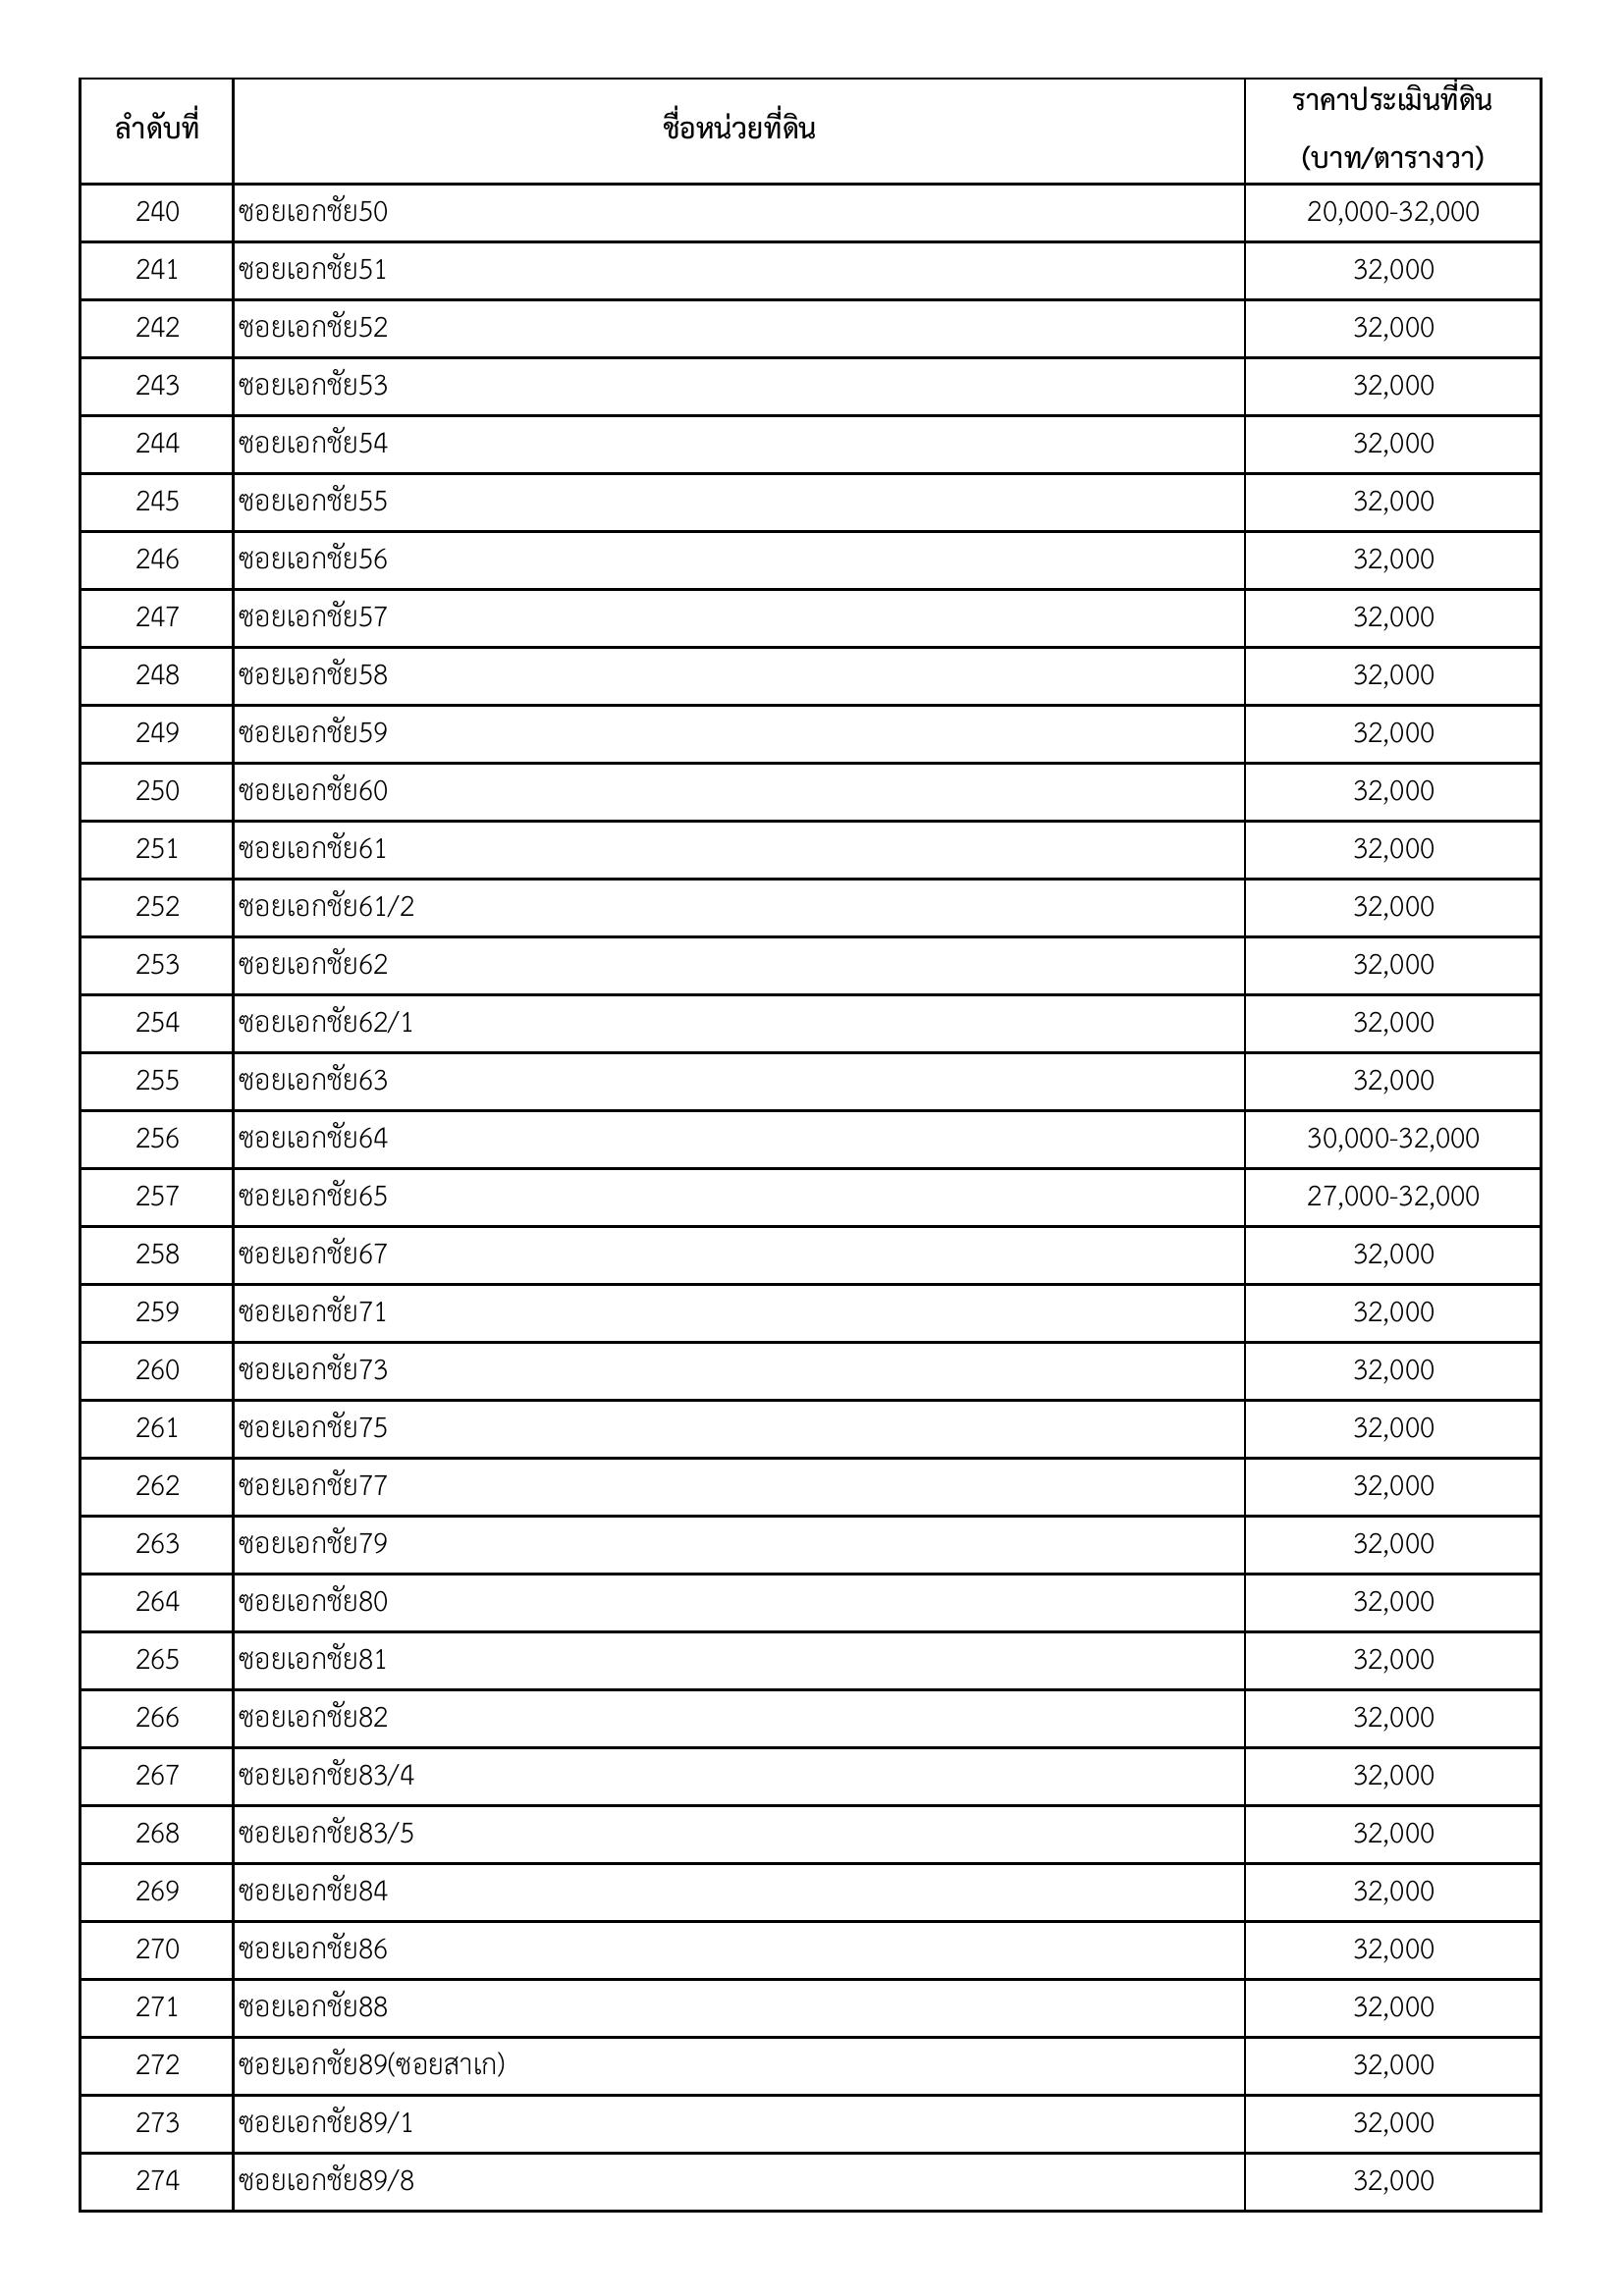 ลำดับที่ ชื่อหน่วยที่ดิน ราคาประเมินที่ดิน
(บาท/ตารางวา)
240 ซอยเอกชัย50 20,000-32,000
241 ซอยเอกชัย51 32,000
242 ซอยเอกชัย52 32,000
243 ซอยเอกชัย53 32,000
244 ซอยเอกชัย54 32,000
245 ซอยเอกชัย55 32,000
246 ซอยเอกชัย56 32,000
247 ซอยเอกชัย57 32,000
248 ซอยเอกชัย58 32,000
249 ซอยเอกชัย59 32,000
250 ซอยเอกชัย60 32,000
251 ซอยเอกชัย61 32,000
252 ซอยเอกชัย61/2 32,000
253 ซอยเอกชัย62 32,000
254 ซอยเอกชัย62/1 32,000
255 ซอยเอกชัย63 32,000
256 ซอยเอกชัย64 30,000-32,000
257 ซอยเอกชัย65 27,000-32,000
258 ซอยเอกชัย67 32,000
259 ซอยเอกชัย71 32,000
260 ซอยเอกชัย73 32,000
261 ซอยเอกชัย75 32,000
262 ซอยเอกชัย77 32,000
263 ซอยเอกชัย79 32,000
264 ซอยเอกชัย80 32,000
265 ซอยเอกชัย81 32,000
266 ซอยเอกชัย82 32,000
267 ซอยเอกชัย83/4 32,000
268 ซอยเอกชัย83/5 32,000
269 ซอยเอกชัย84 32,000
270 ซอยเอกชัย86 32,000
271 ซอยเอกชัย88 32,000
272 ซอยเอกชัย89(ซอยสาเก) 32,000
273 ซอยเอกชัย89/1 32,000
274 ซอยเอกชัย89/8 32,000